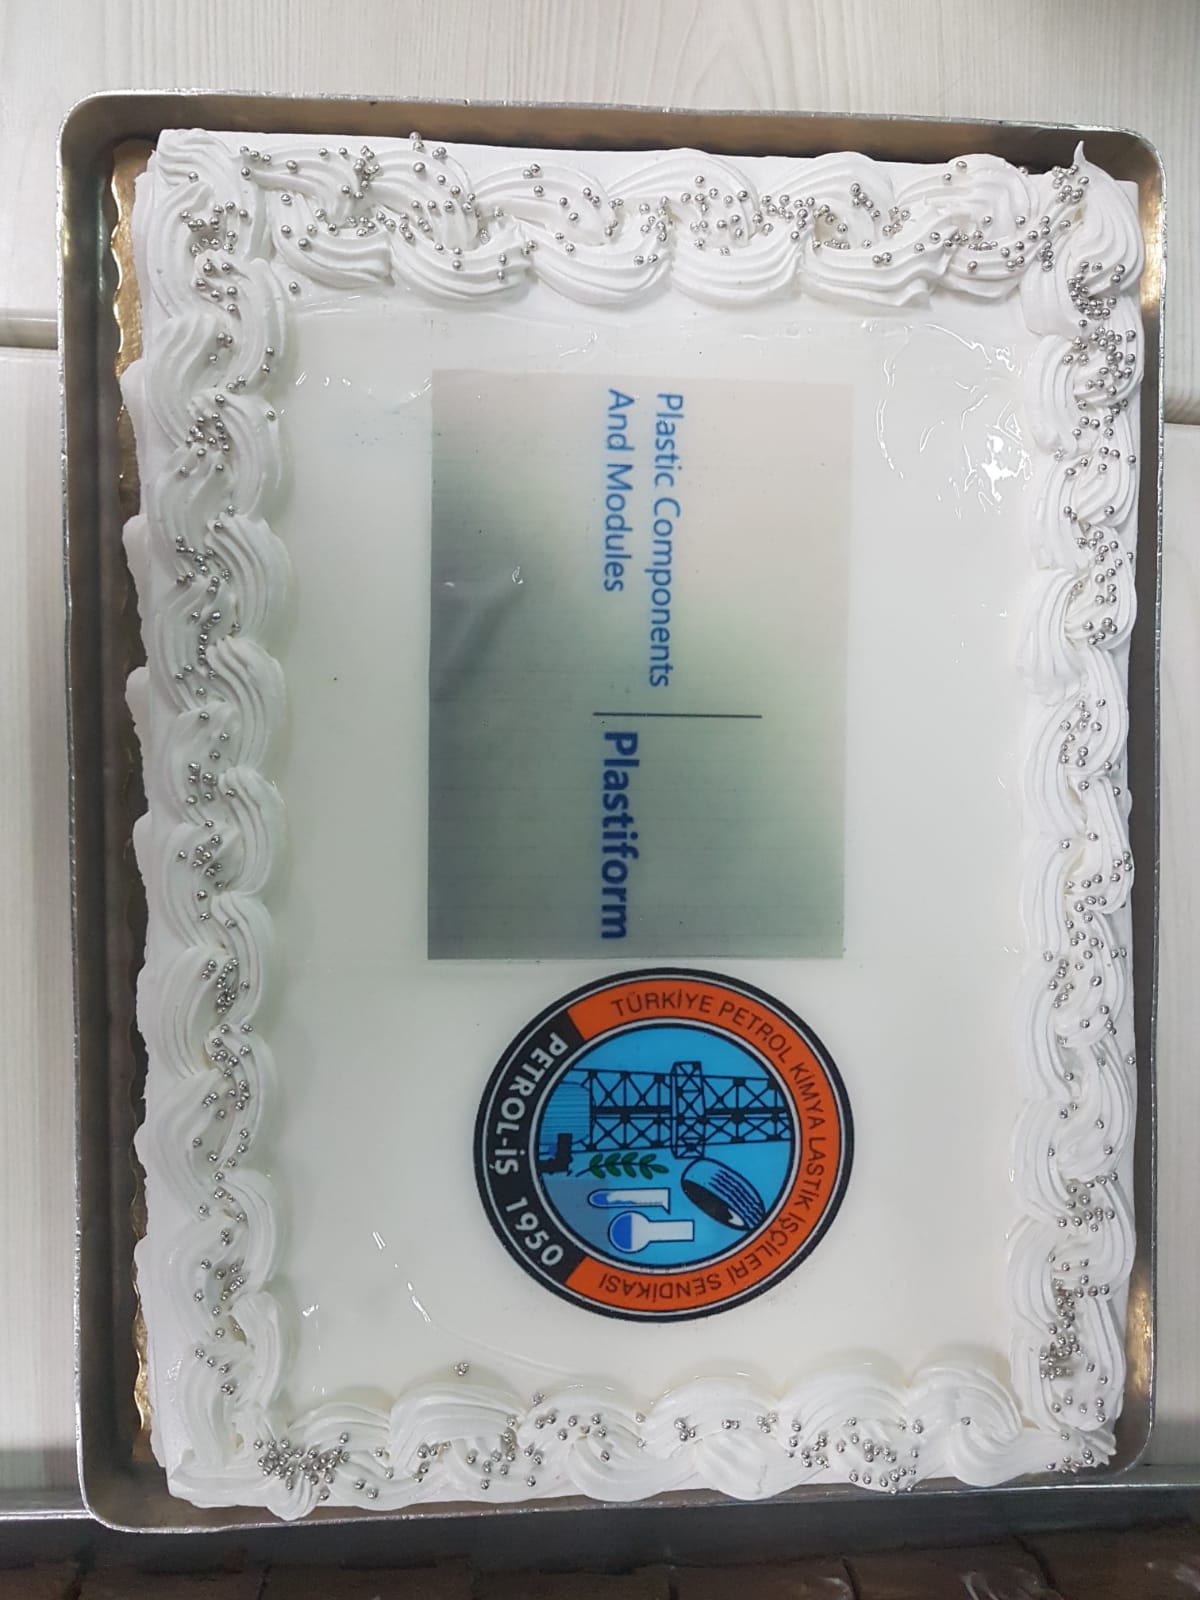 Plastic Components
And Modules
Plastiform
TÜRKİYE PETROL KİMYA LASTİK İŞÇİLERİ SENDİKASI
PETROL-İŞ 1950